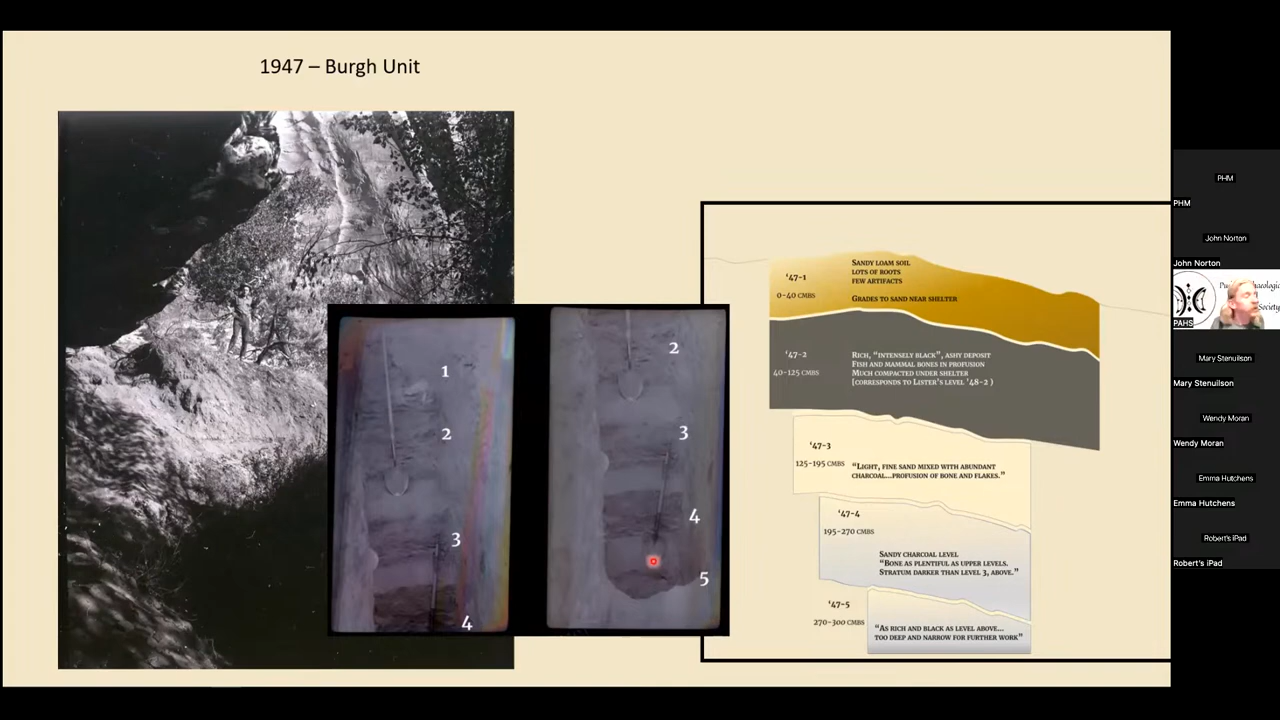 1947 – Burgh Unit
1
2
3
4
2
3
4
5
'47-1
0-40 CMBS
SANDY LOAM SOIL
LOTS OF ROOTS
FEW ARTIFACTS
GRADES TO SAND NEAR SHELTER
'47-2
40-125 CMBS
RICH, “INTENSELY BLACK”, ASHY DEPOSIT
FISH AND MAMMAL BONES IN PROFUSION
MUCH COMPACTED UNDER SHELTER
[CORRESPONDS TO LISTER'S LEVEL '48-2 )
'47-3
125-195 CMBS
“LIGHT, FINE SAND MIXED WITH ABUNDANT
CHARCOAL...PROFUSION OF BONE AND FLAKES.”
'47-4
195-270 CMBS
SANDY CHARCOAL LEVEL
“BONE AS PLENTIFUL AS UPPER LEVELS.
STRATUM DARKER THAN LEVEL 3, ABOVE.”
'47-5
270-300 CMBS
“AS RICH AND BLACK AS LEVEL ABOVE...
TOO DEEP AND NARROW FOR FURTHER WORK”
PHM
PHM
John Norton
John Norton
Society
PAHS
Mary Stenuilson
Mary Stenuilson
Wendy Moran
Wendy Moran
Emma Hutchens
Emma Hutchens
Robert's iPad
Robert's iPad